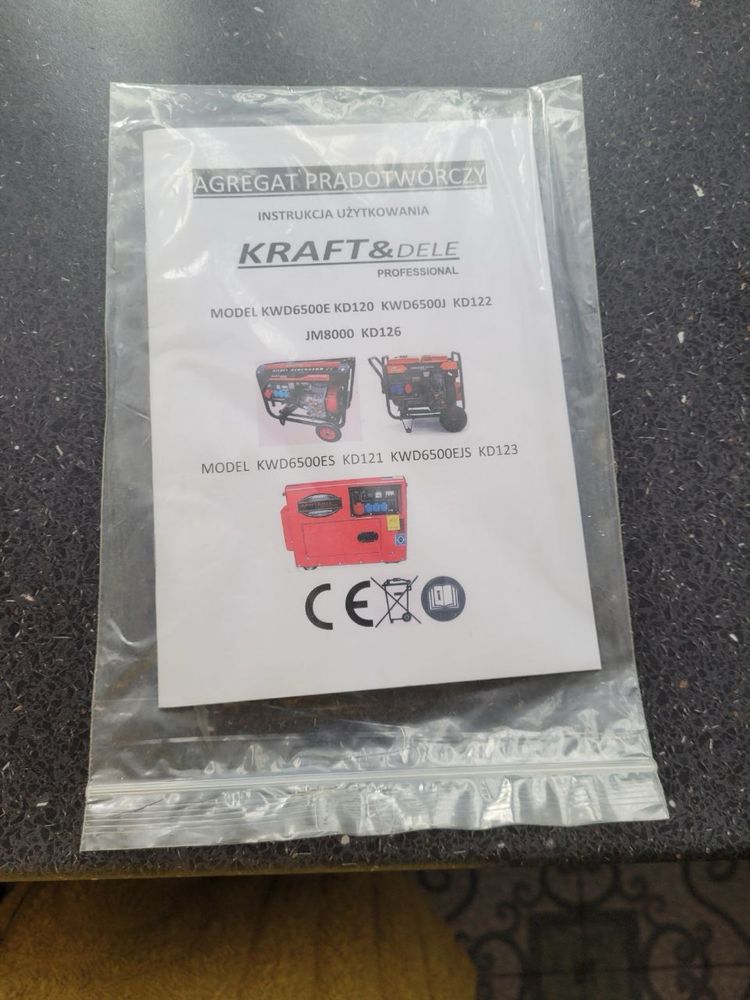 AGREGAT PRĄDOTWÓRCZY
INSTRUKCJA UŻYTKOWANIA
KRAFT&DELE
PROFESSIONAL
MODEL KWD6500E KD120 KWD6500J KD122
JM8000 KD126
MODEL KWD6500ES KD121 KWD6500EJS KD123
CE